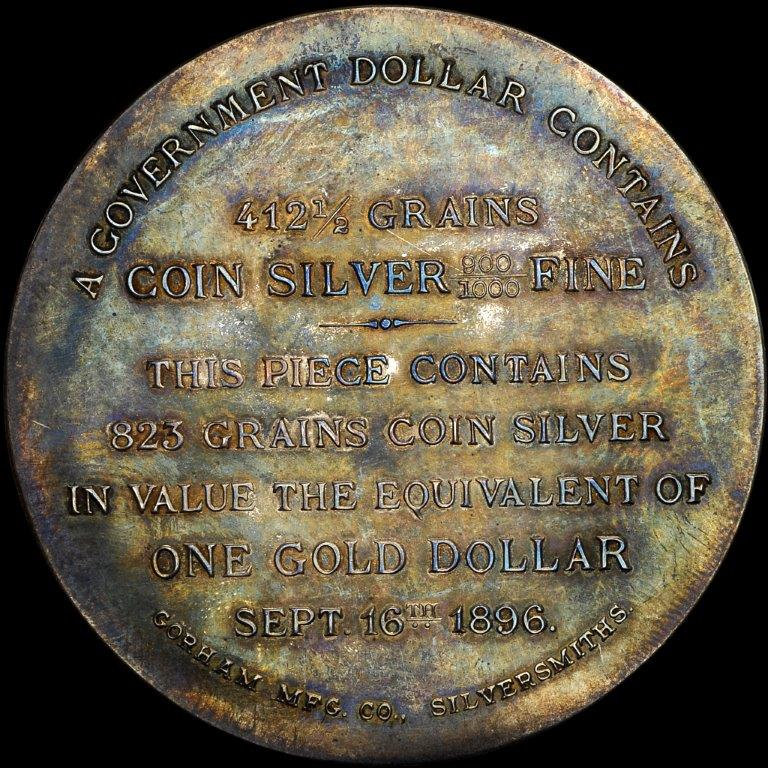 A GOVERNMENT DOLLAR CONTAINS
412½ GRAINS
COIN SILVER 900/1000 FINE
THIS PIECE CONTAINS
823 GRAINS COIN SILVER
IN VALUE THE EQUIVALENT OF
ONE GOLD DOLLAR
SEPT. 16TH 1896.
GORHAM MFG. CO., SILVERSMITHS.